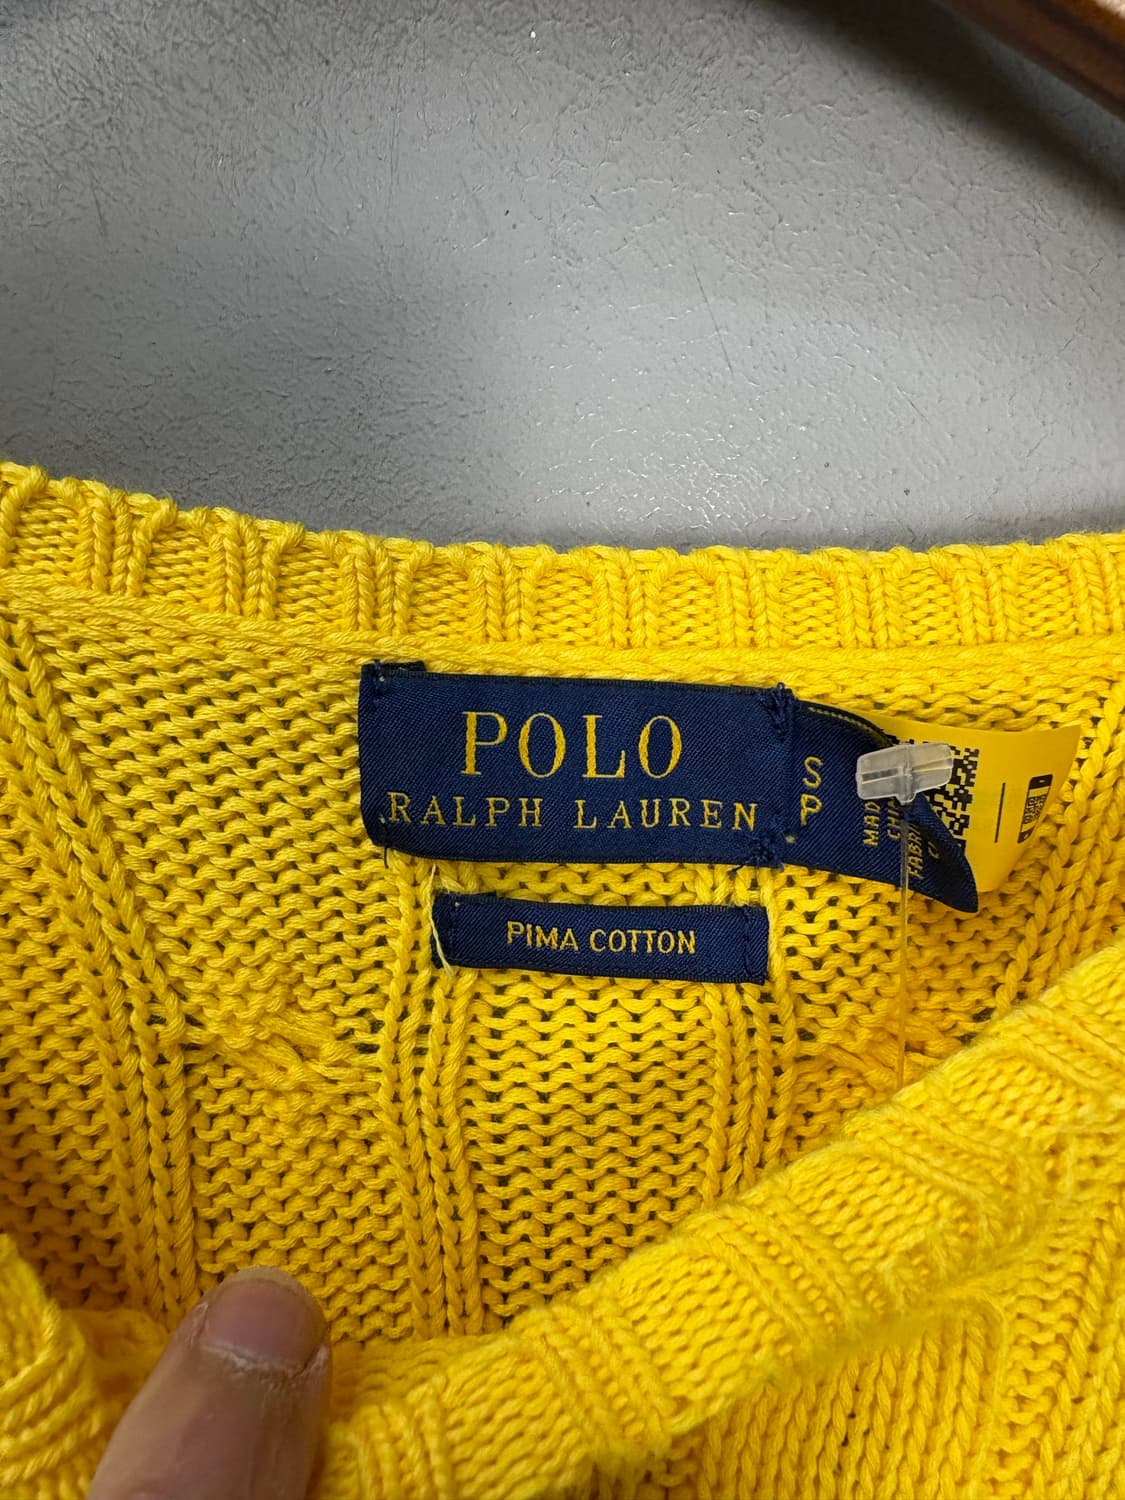 POLO
RALPH LAUREN
S
P
PIMA COTTON